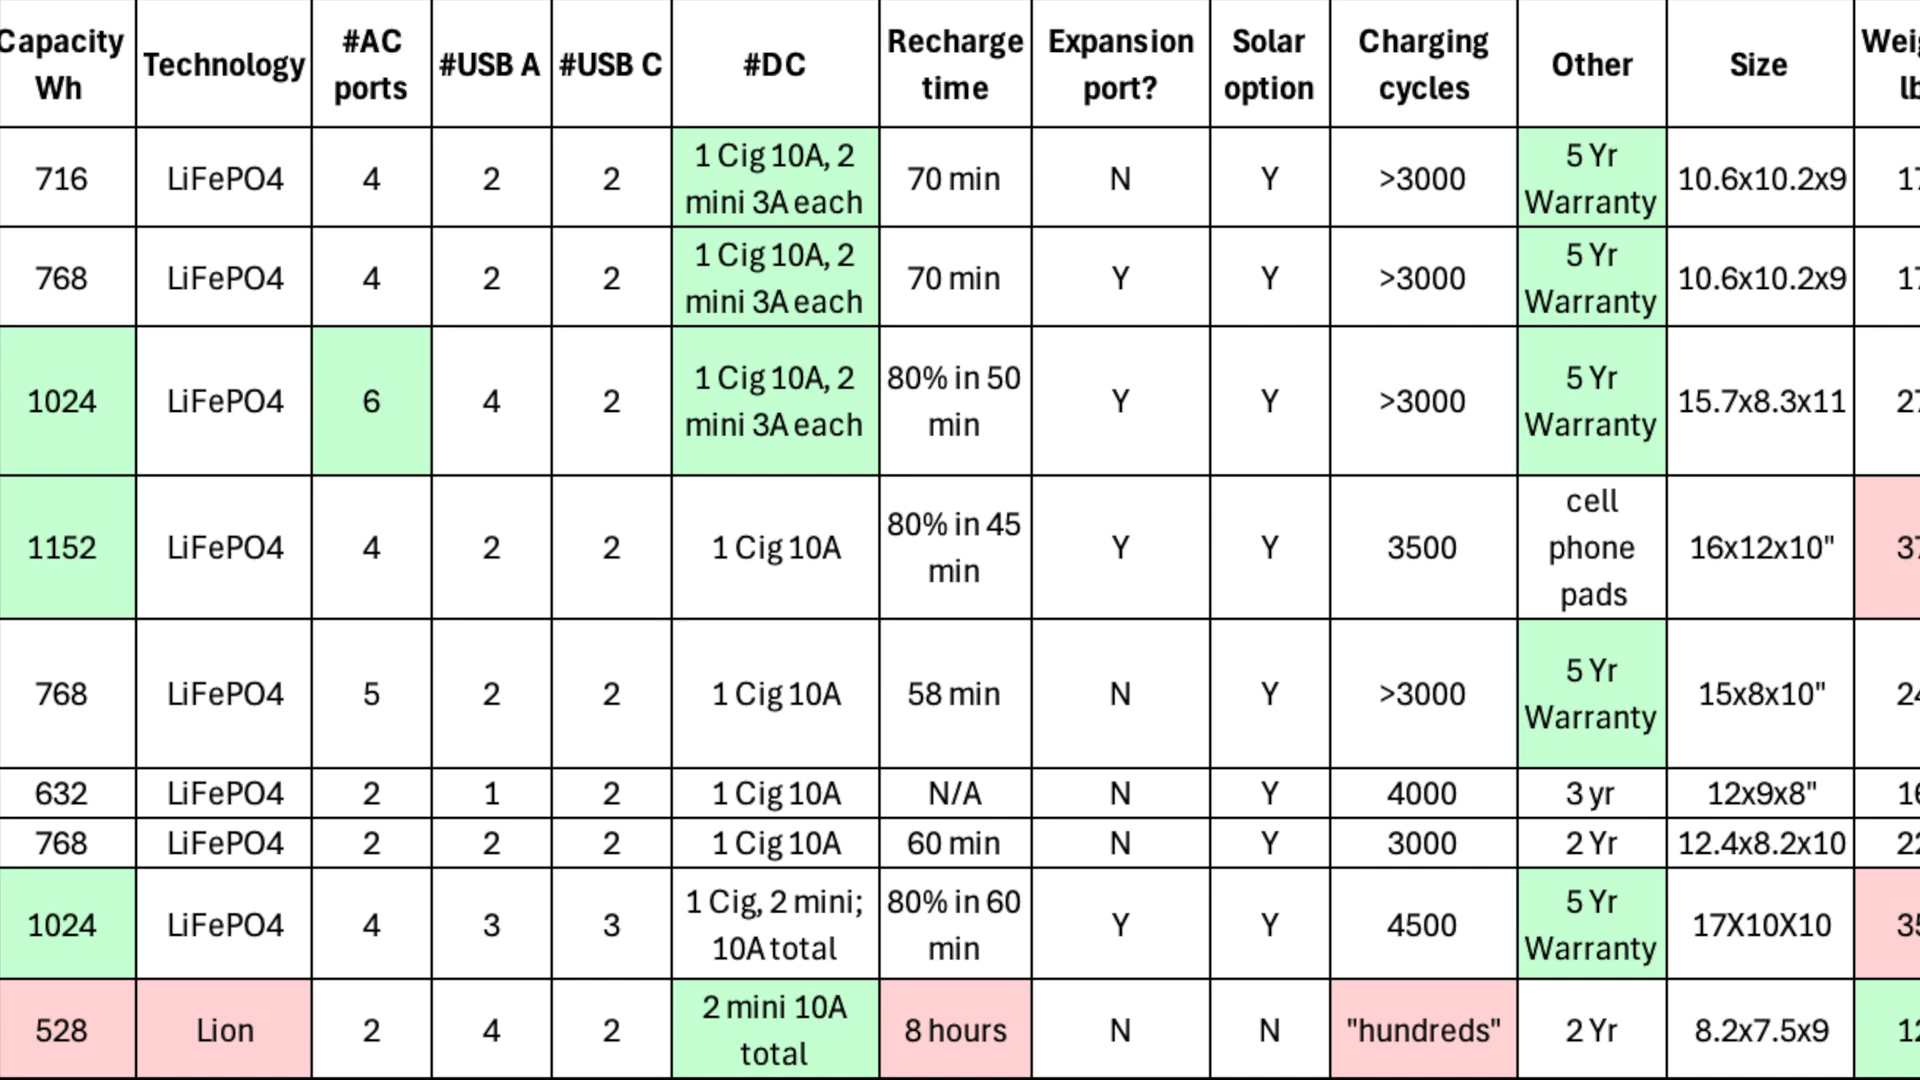 Capacity Wh | Technology | #AC ports | #USB A | #USB C | #DC | Recharge time | Expansion port? | Solar option | Charging cycles | Other | Size
716 | LiFePO4 | 4 | 2 | 2 | 1 Cig 10A, 2 mini 3A each | 70 min | N | Y | >3000 | 5 Yr Warranty | 10.6x10.2x9
768 | LiFePO4 | 4 | 2 | 2 | 1 Cig 10A, 2 mini 3A each | 70 min | Y | Y | >3000 | 5 Yr Warranty | 10.6x10.2x9
1024 | LiFePO4 | 6 | 4 | 2 | 1 Cig 10A, 2 mini 3A each | 80% in 50 min | Y | Y | >3000 | 5 Yr Warranty | 15.7x8.3x11
1152 | LiFePO4 | 4 | 2 | 2 | 1 Cig 10A | 80% in 45 min | Y | Y | 3500 | cell phone pads | 16x12x10"
768 | LiFePO4 | 5 | 2 | 2 | 1 Cig 10A | 58 min | N | Y | >3000 | 5 Yr Warranty | 15x8x10"
632 | LiFePO4 | 2 | 1 | 2 | 1 Cig 10A | N/A | N | Y | 4000 | 3 yr | 12x9x8"
768 | LiFePO4 | 2 | 2 | 2 | 1 Cig 10A | 60 min | N | Y | 3000 | 2 Yr | 12.4x8.2x10
1024 | LiFePO4 | 4 | 3 | 3 | 1 Cig, 2 mini; 10A total | 80% in 60 min | Y | Y | 4500 | 5 Yr Warranty | 17X10X10
528 | Lion | 2 | 4 | 2 | 2 mini 10A total | 8 hours | N | N | "hundreds" | 2 Yr | 8.2x7.5x9